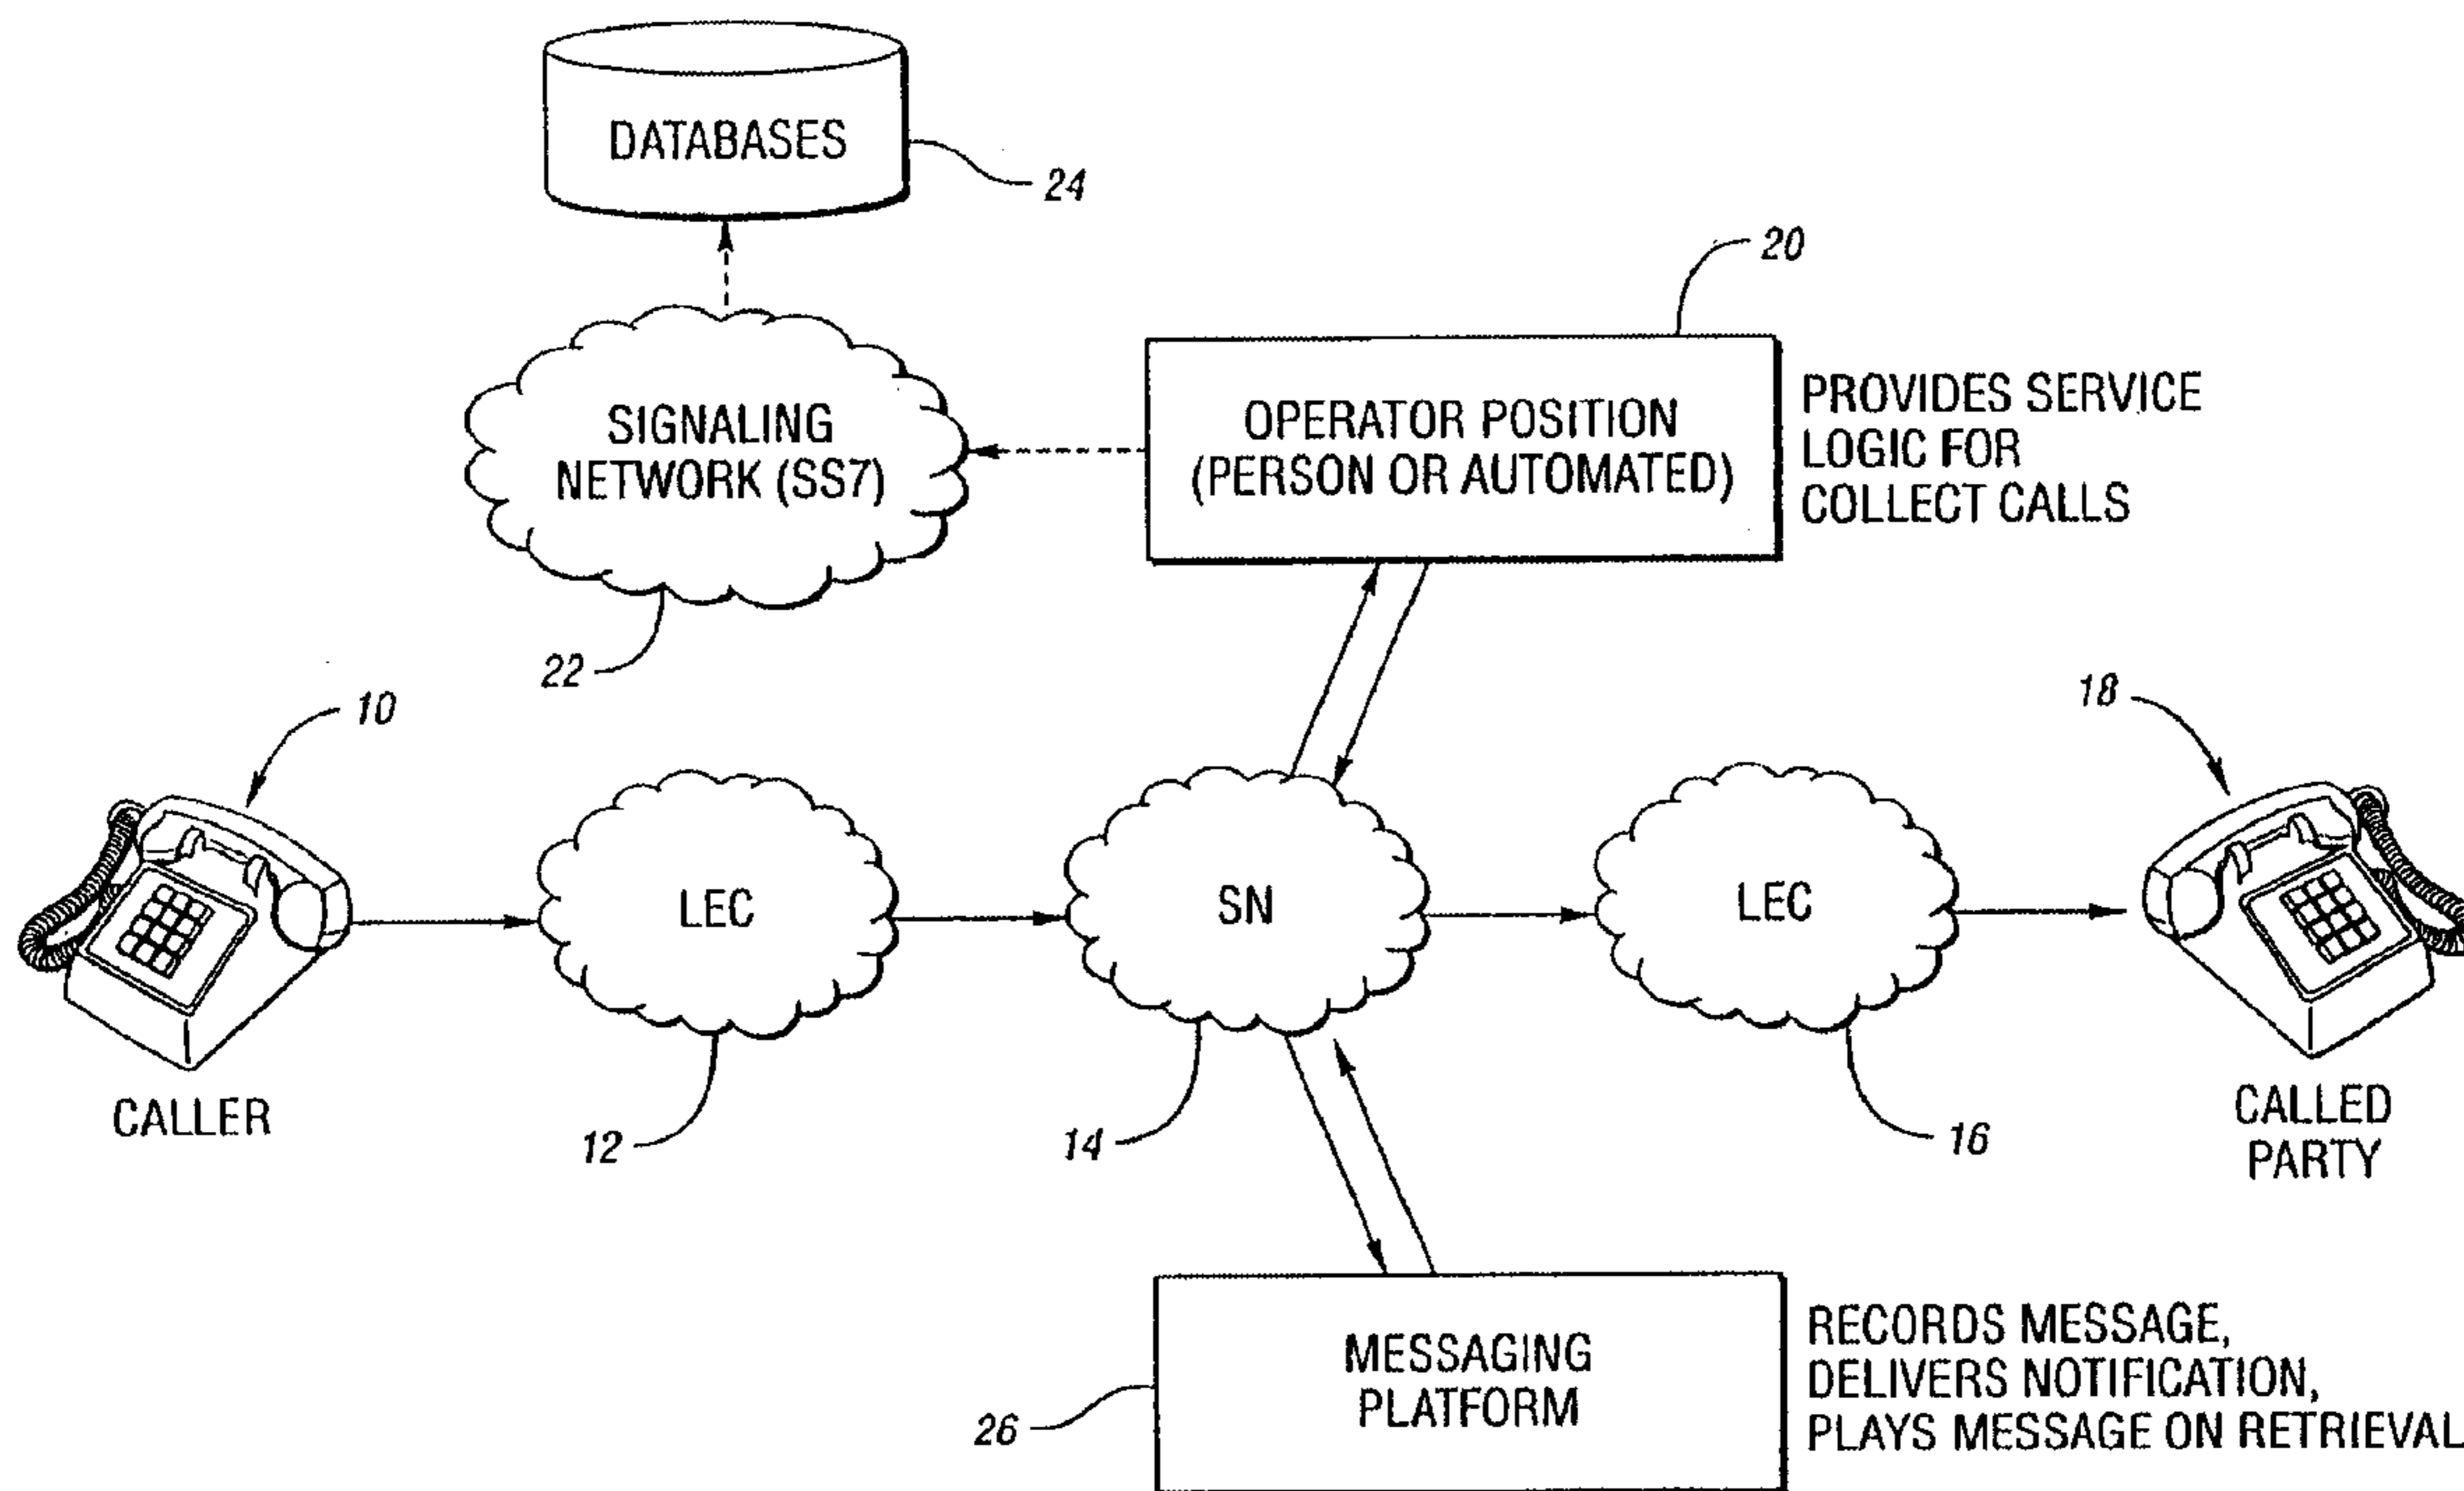 DATABASES
24
20
SIGNALING
NETWORK (SS7)
OPERATOR POSITION
(PERSON OR AUTOMATED)
PROVIDES SERVICE
LOGIC FOR
COLLECT CALLS
22
10
18
LEC
SN
LEC
CALLER
12
14
16
CALLED
PARTY
MESSAGING
PLATFORM
26
RECORDS MESSAGE,
DELIVERS NOTIFICATION,
PLAYS MESSAGE ON RETRIEVAL